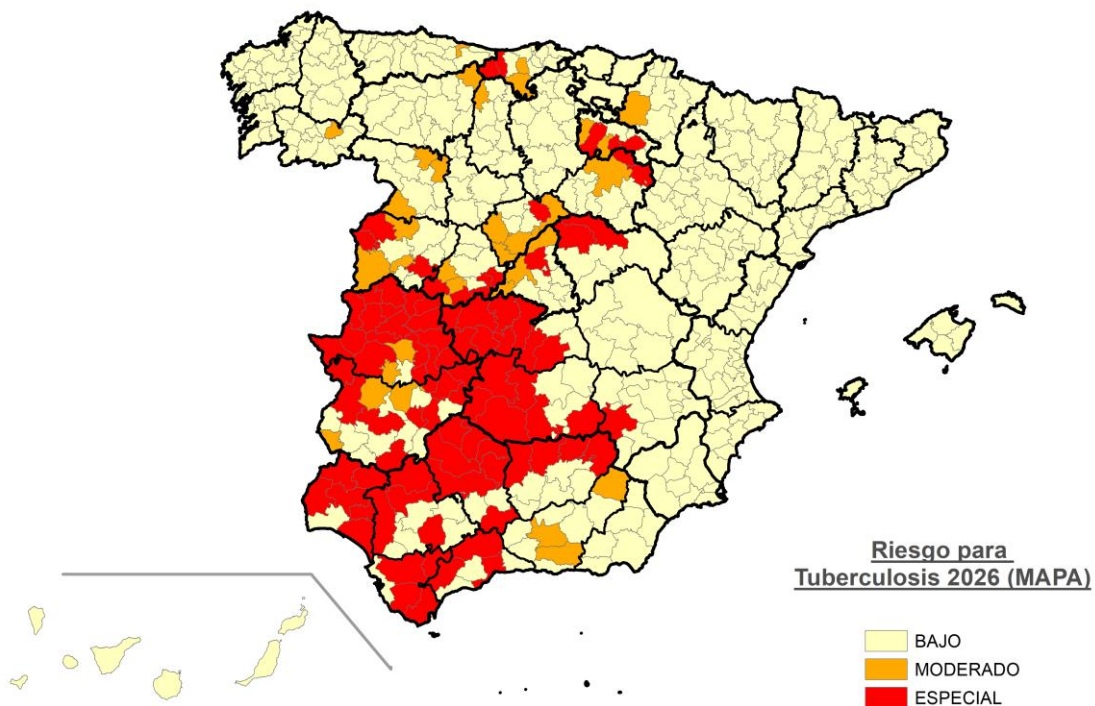 Riesgo para
Tuberculosis 2026 (MAPA)
BAJO
MODERADO
ESPECIAL